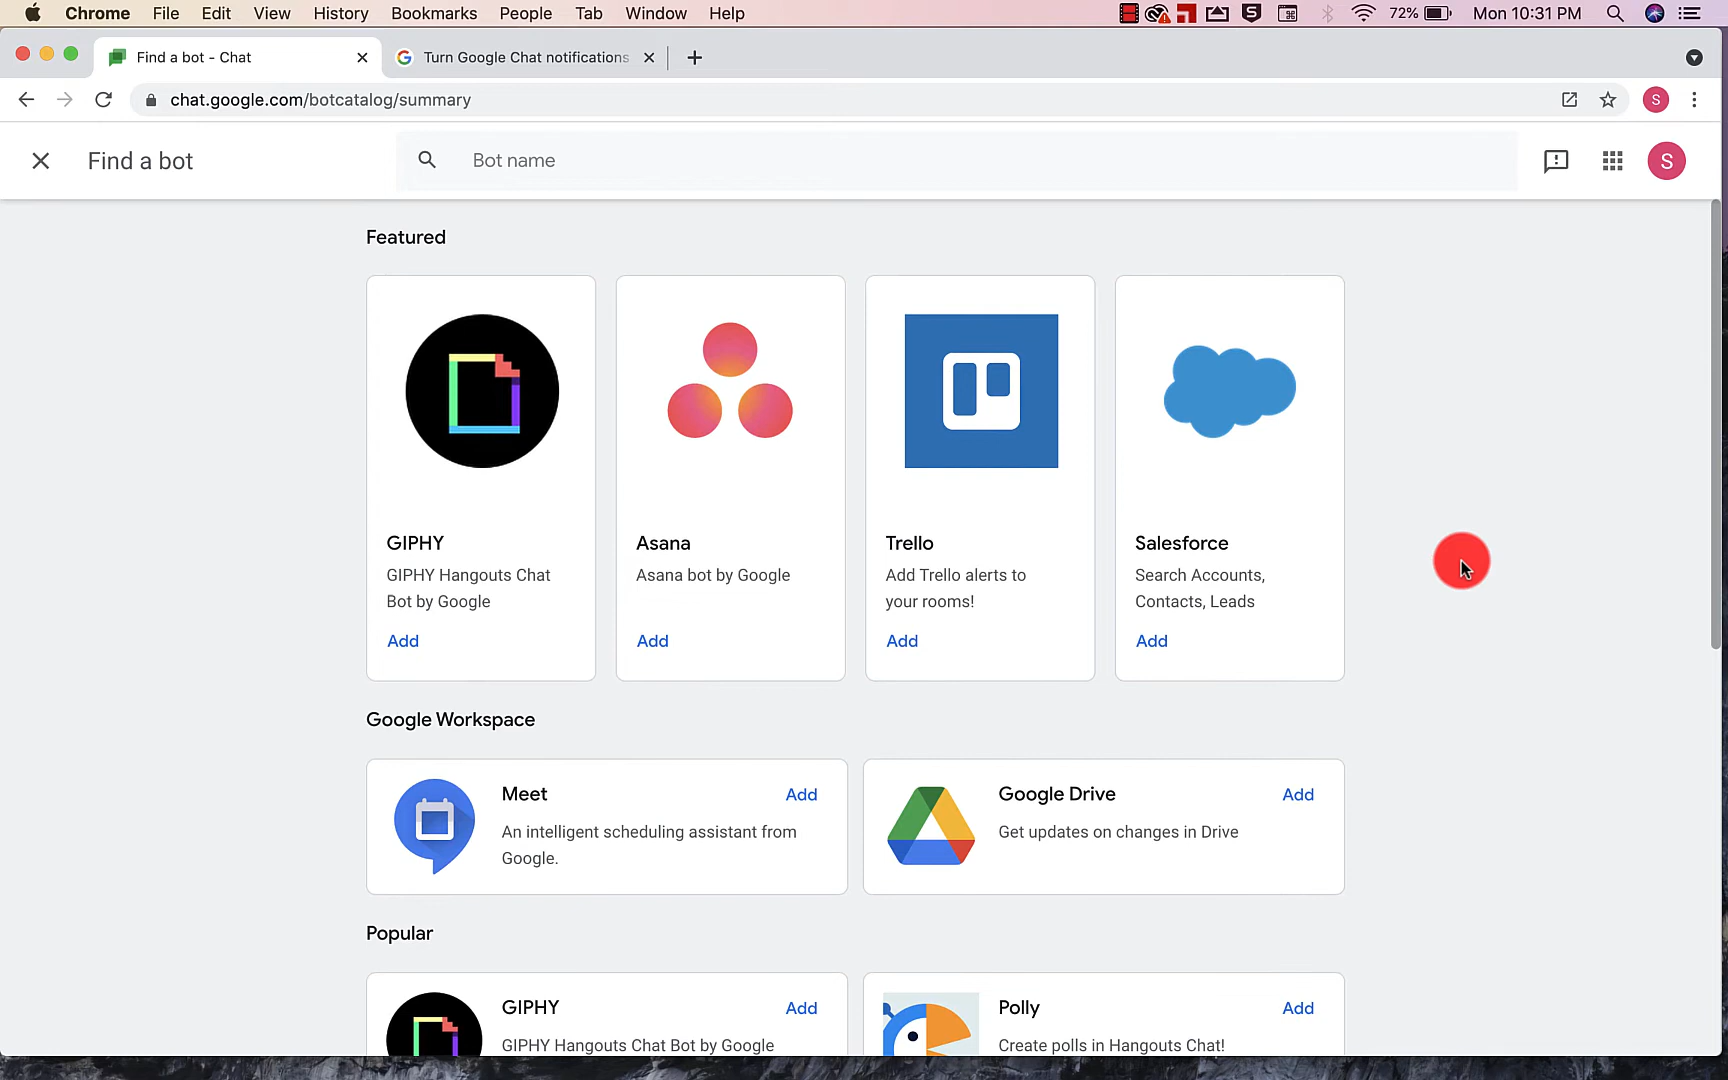 Chrome File Edit View History Bookmarks People Tab Window Help 72% Mon 10:31 PM
Find a bot - Chat Turn Google Chat notifications
chat.google.com/botcatalog/summary S
Find a bot Bot name S
Featured
GIPHY
GIPHY Hangouts Chat
Bot by Google
Add
Asana
Asana bot by Google
Add
Trello
Add Trello alerts to
your rooms!
Add
Salesforce
Search Accounts,
Contacts, Leads
Add
Google Workspace
Meet Add
An intelligent scheduling assistant from
Google.
Google Drive Add
Get updates on changes in Drive
Popular
GIPHY Add
GIPHY Hangouts Chat Bot by Google
Polly Add
Create polls in Hangouts Chat!